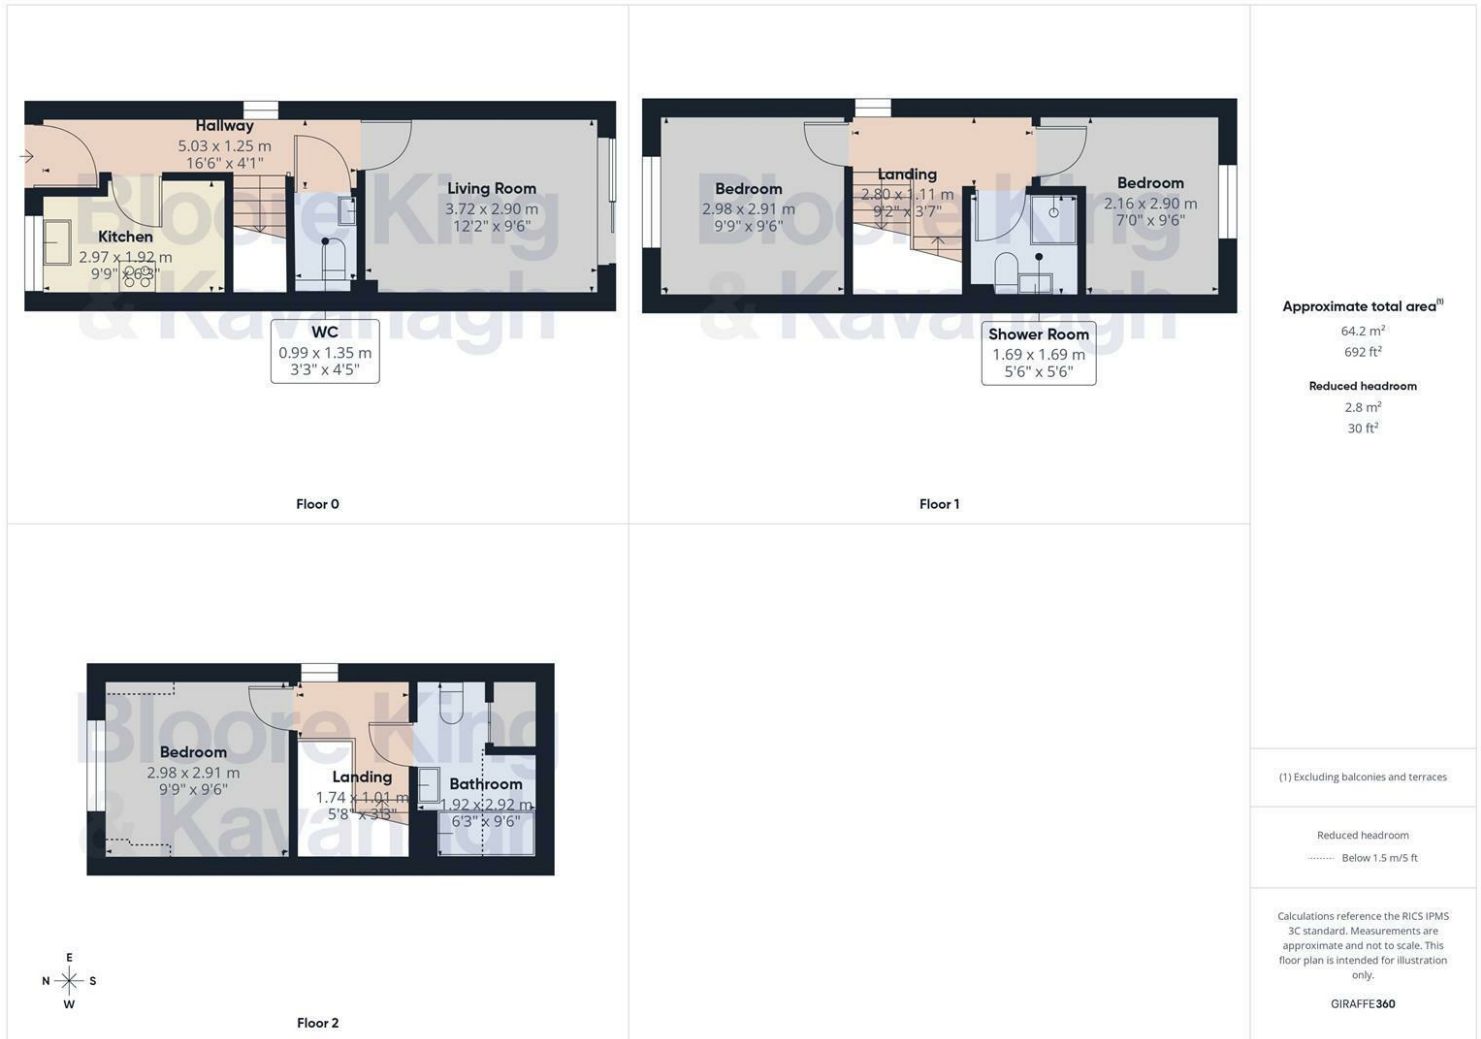 Bloore King
& Kavanagh
Hallway
5.03 x 1.25 m
16'6" x 4'1"
Kitchen
2.97 x 1.92 m
9'9" x 6'3"
Living Room
3.72 x 2.90 m
12'2" x 9'6"
WC
0.99 x 1.35 m
3'3" x 4'5"
Floor 0
Bloore King
& Kavanagh
Bedroom
2.98 x 2.91 m
9'9" x 9'6"
Landing
2.80 x 1.11 m
9'2" x 3'7"
Bedroom
2.16 x 2.90 m
7'0" x 9'6"
Shower Room
1.69 x 1.69 m
5'6" x 5'6"
Floor 1
Bloore King
& Kavanagh
Bedroom
2.98 x 2.91 m
9'9" x 9'6"
Landing
1.74 x 1.01 m
5'8" x 3'3"
Bathroom
1.92 x 2.92 m
6'3" x 9'6"
E
N S
W
Floor 2
Approximate total area(1)
64.2 m²
692 ft²
Reduced headroom
2.8 m²
30 ft²
(1) Excluding balconies and terraces
Reduced headroom
Below 1.5 m/5 ft
Calculations reference the RICS IPMS
3C standard. Measurements are
approximate and not to scale. This
floor plan is intended for illustration
only.
GIRAFFE360